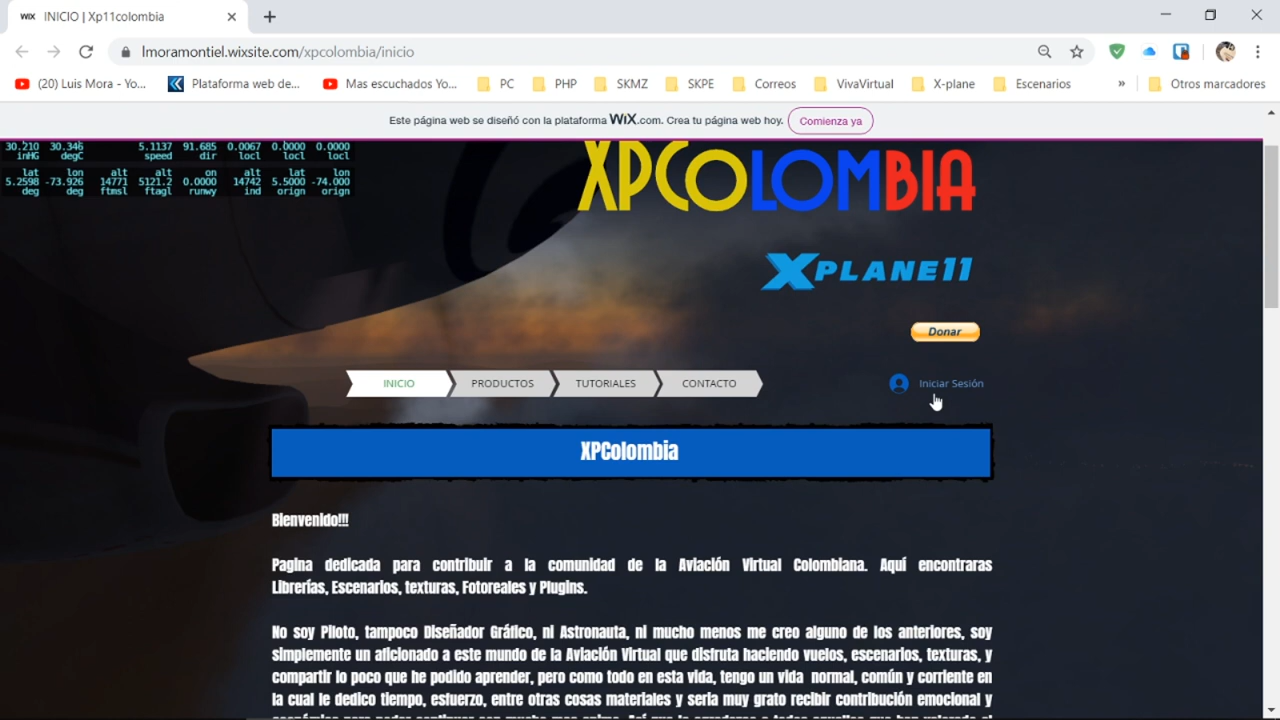 WiX INICIO | Xp11colombia
lmoramontiel.wixsite.com/xpcolombia/inicio
(20) Luis Mora - Yo... Plataforma web de... Mas escuchados Yo... PC PHP SKMZ SKPE Correos VivaVirtual X-plane Escenarios » Otros marcadores
Este página web se diseñó con la plataforma WiX.com. Crea tu página web hoy. Comienza ya
30.210 30.346 5.1137 91.685 0.0067 0.0000 0.0000
inHG degC speed dir locl locl locl
lat lon alt alt on alt lat lon
5.2598 -73.926 14771 5121.2 0.0000 14742 5.5000 -74.000
deg deg ftmsl ftagl runwy ind orign orign
XPCOLOMBIA
XPLANE11
Donar
INICIO PRODUCTOS TUTORIALES CONTACTO Iniciar Sesión
XPColombia
Bienvenido!!!
Pagina dedicada para contribuir a la comunidad de la Aviación Virtual Colombiana. Aquí encontraras
Librerías, Escenarios, texturas, Fotoreales y Plugins.
No soy Piloto, tampoco Diseñador Gráfico, ni Astronauta, ni mucho menos me creo alguno de los anteriores, soy
simplemente un aficionado a este mundo de la Aviación Virtual que disfruta haciendo vuelos, escenarios, texturas, y
compartir lo poco que he podido aprender, pero como todo en esta vida, tengo un vida normal, común y corriente en
la cual le dedico tiempo, esfuerzo, entre otras cosas materiales y seria muy grato recibir contribución emocional y